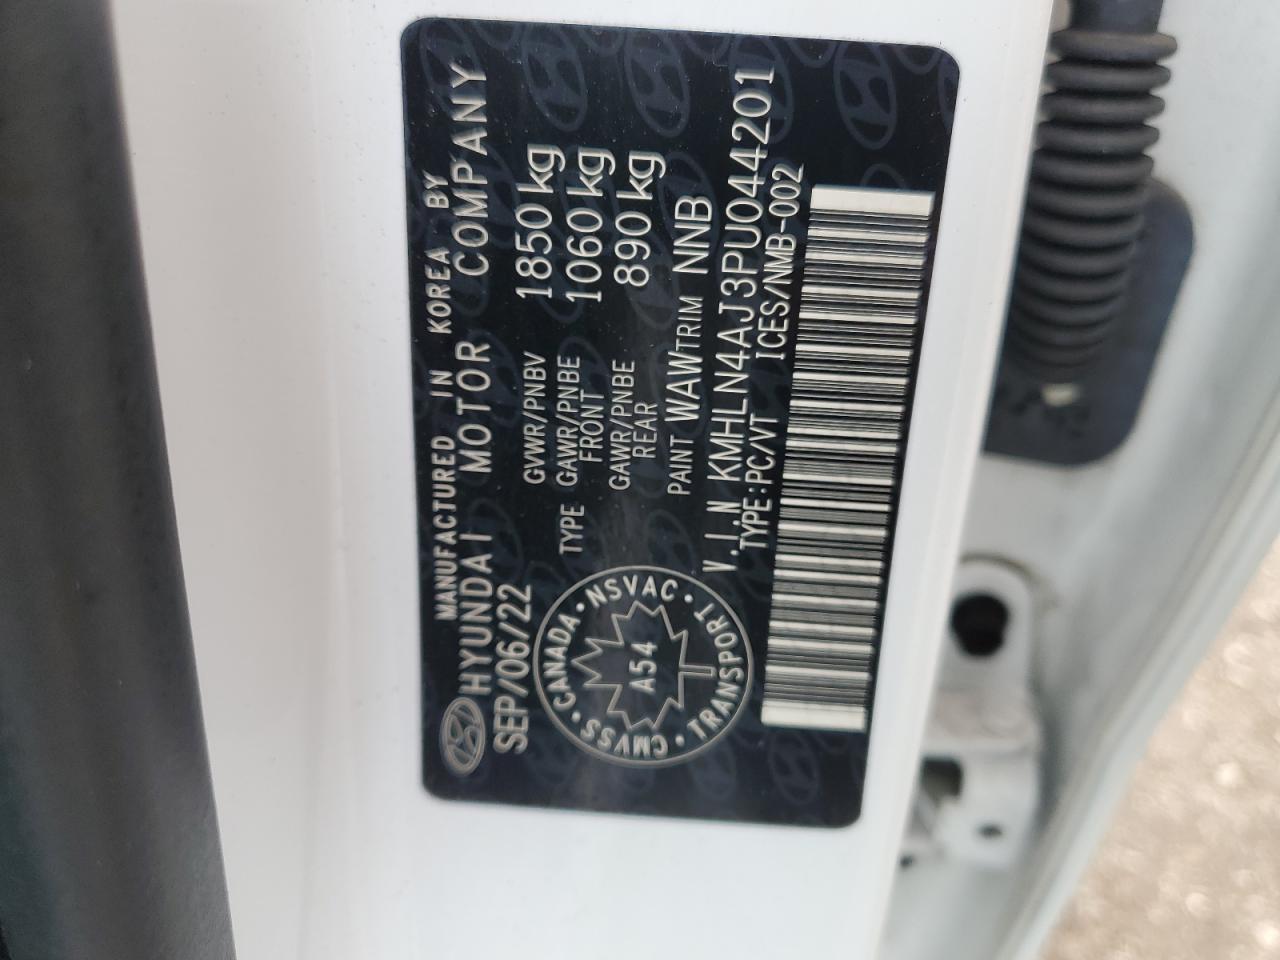 MANUFACTURED IN KOREA BY
HYUNDAI MOTOR COMPANY
SEP/06/22
GVWR/PNBV 1850 kg
TYPE GAWR/PNBE FRONT 1060 kg
GAWR/PNBE REAR 890 kg
PAINT WAW TRIM NNB
V.I.N KMHLN4AJ3PU044201
TYPE:PC/VT ICES/NMB-002
CMVSS · CANADA · NSVAC · TRANSPORT ·
A54